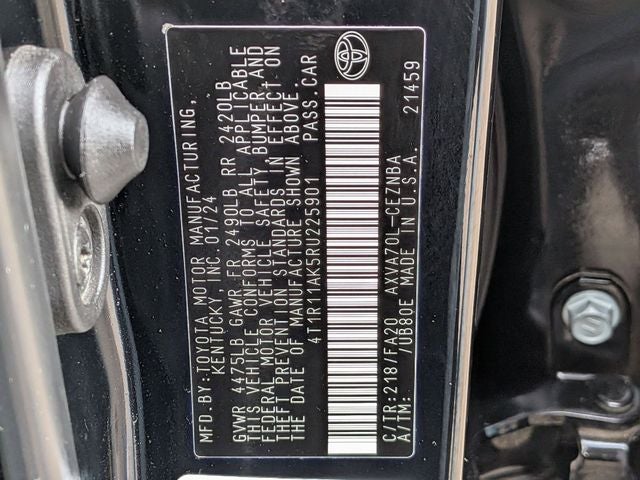 MFD. BY:TOYOTA MOTOR MANUFACTURING,
KENTUCKY, INC. 01/24
GVWR 4475LB GAWR FR 2490LB RR 2420LB
THIS VEHICLE CONFORMS TO ALL APPLICABLE
FEDERAL MOTOR VEHICLE SAFETY, BUMPER, AND
THEFT PREVENTION STANDARDS IN EFFECT ON
THE DATE OF MANUFACTURE SHOWN ABOVE.
4T1R11AK5RU225901 PASS.CAR
C/TR:218 /FA20 AXVA70L-CEZNBA
A/TM: /UB80E MADE IN U.S.A. 21459